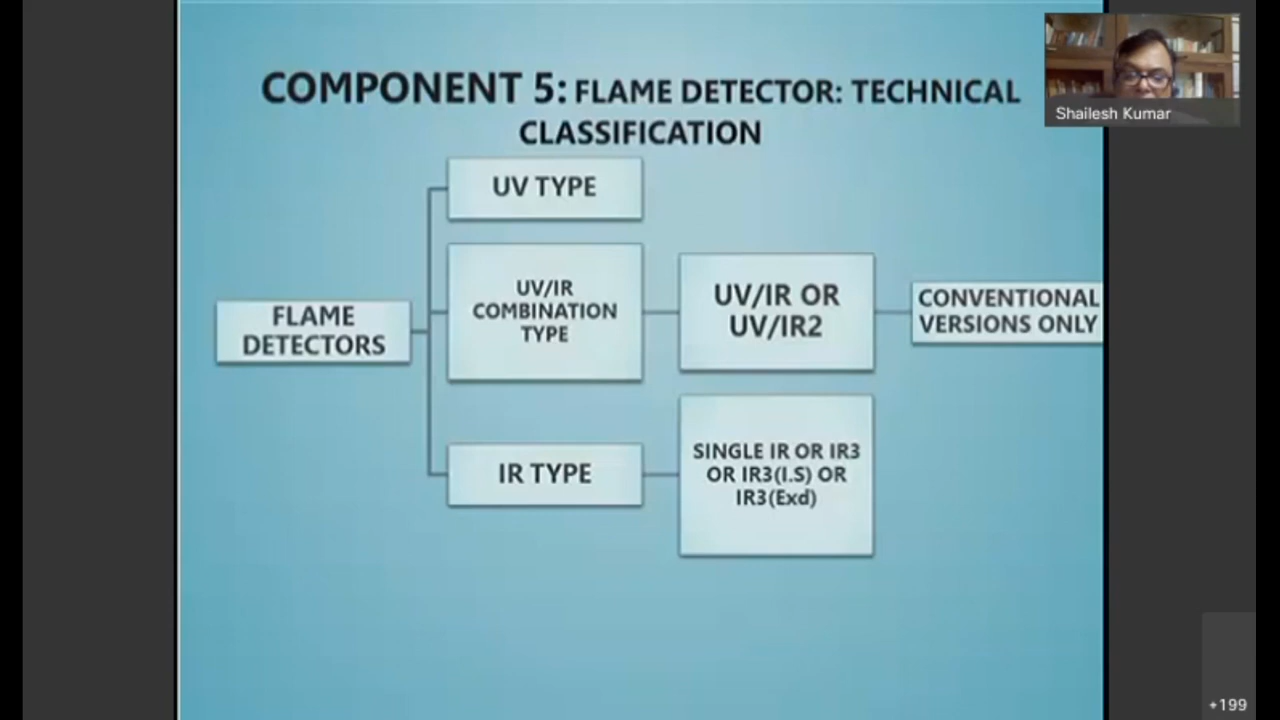 COMPONENT 5: FLAME DETECTOR: TECHNICAL
CLASSIFICATION
Shailesh Kumar
UV TYPE
FLAME
DETECTORS
UV/IR
COMBINATION
TYPE
UV/IR OR
UV/IR2
CONVENTIONAL
VERSIONS ONLY
IR TYPE
SINGLE IR OR IR3
OR IR3(I.S) OR
IR3(Exd)
+199